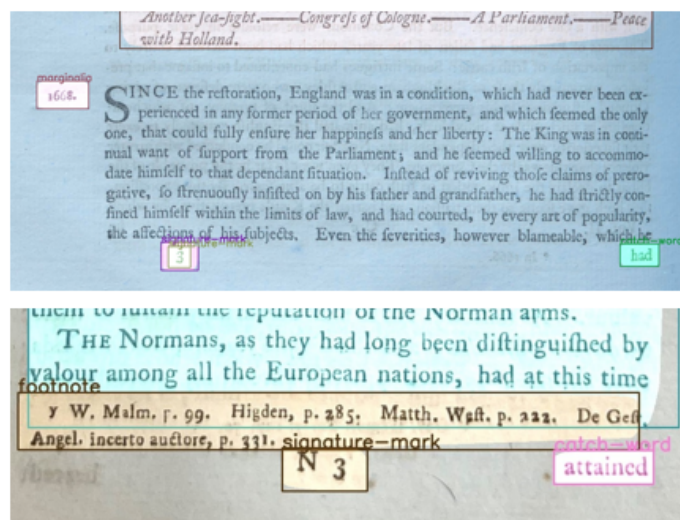 Another ſea-fight.——Congreſs of Cologne.——A Parliament.——Peace
with Holland.
marginalia
1668.
SINCE the reſtoration, England was in a condition, which had never been ex-
perienced in any former period of her government, and which ſeemed the only
one, that could fully enſure her happineſs and her liberty: The King was in conti-
nual want of ſupport from the Parliament; and he ſeemed willing to accommo-
date himſelf to that dependant ſituation. Inſtead of reviving thoſe claims of prero-
gative, ſo ſtrenuouſly inſiſted on by his father and grandfather, he had ſtrictly con-
fined himſelf within the limits of law, and had courted, by every art of popularity,
the affections of his ſubjects. Even the ſeverities, however blameable, which he
signature-mark
signature-mark
catch-word
3
had
them to ſuſtain the reputation of the Norman arms.
THE Normans, as they had long been diſtinguiſhed by
valour among all the European nations, had at this time
footnote
y W. Malm. p. 99. Higden, p. 285. Matth. Weſt. p. 222. De Geſt.
Angel. incerto auctore, p. 331.
signature-mark
catch-word
N 3
attained